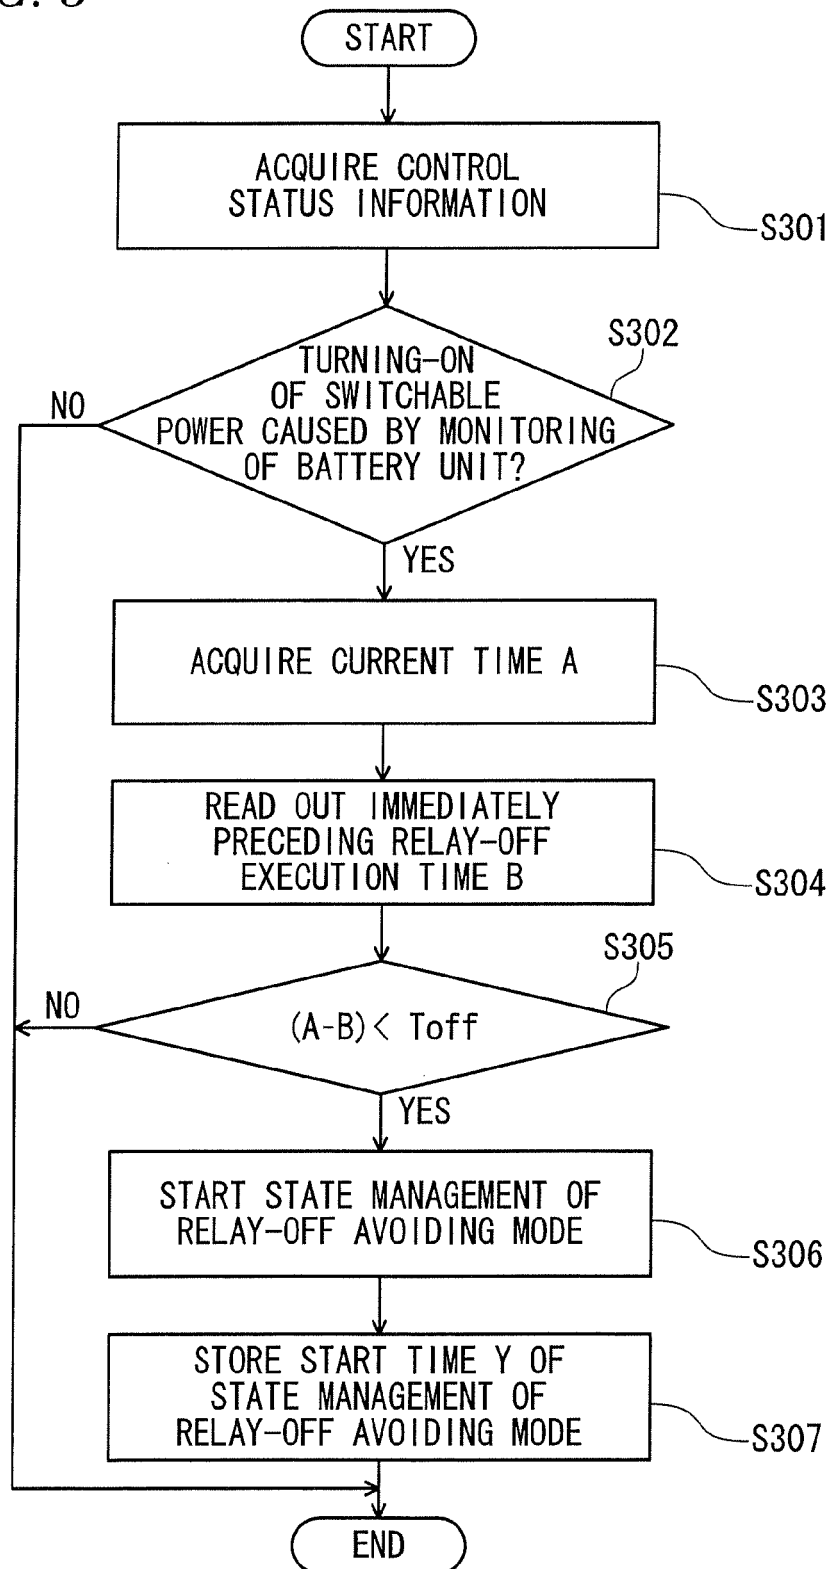 START
ACQUIRE CONTROL
STATUS INFORMATION
S301
S302
TURNING-ON
OF SWITCHABLE
POWER CAUSED BY MONITORING
OF BATTERY UNIT?
NO
YES
ACQUIRE CURRENT TIME A
S303
READ OUT IMMEDIATELY
PRECEDING RELAY-OFF
EXECUTION TIME B
S304
S305
(A-B)< Toff
NO
YES
START STATE MANAGEMENT OF
RELAY-OFF AVOIDING MODE
S306
STORE START TIME Y OF
STATE MANAGEMENT OF
RELAY-OFF AVOIDING MODE
S307
END